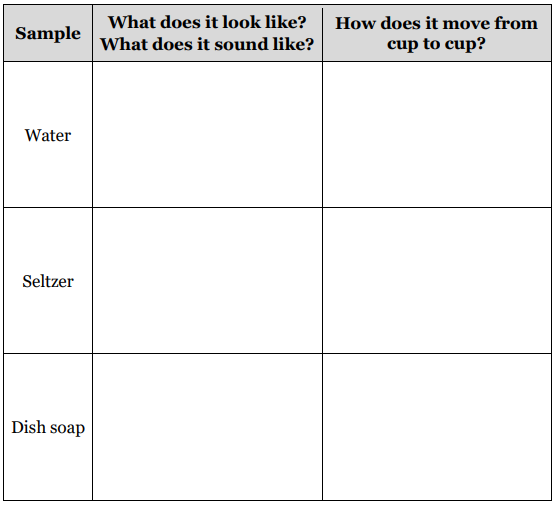 Sample
What does it look like?
What does it sound like?
How does it move from
cup to cup?
Water
Seltzer
Dish soap